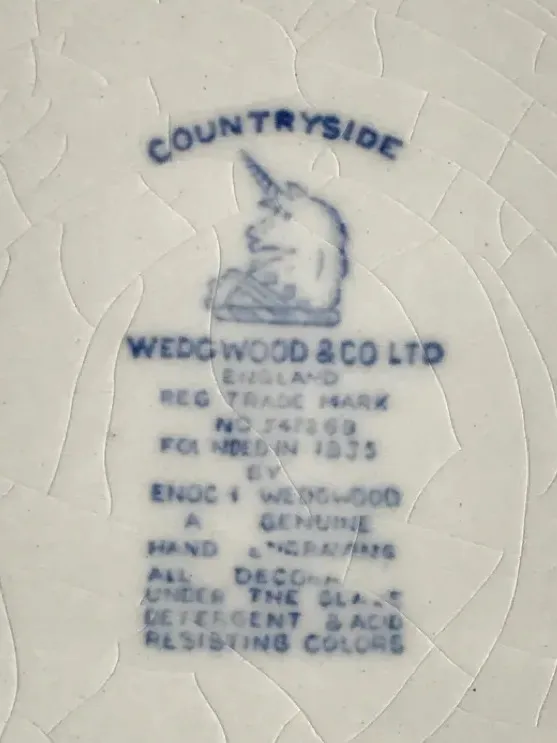 COUNTRYSIDE
WEDGWOOD & CO LTD
ENGLAND
REG TRADE MARK
NO
FOUNDED IN 1835
BY
ENOCH WEDGWOOD
A GENUINE
HAND ENGRAVING
ALL
UNDER THE GLAZE
DETERGENT & ACID
RESISTING COLORS